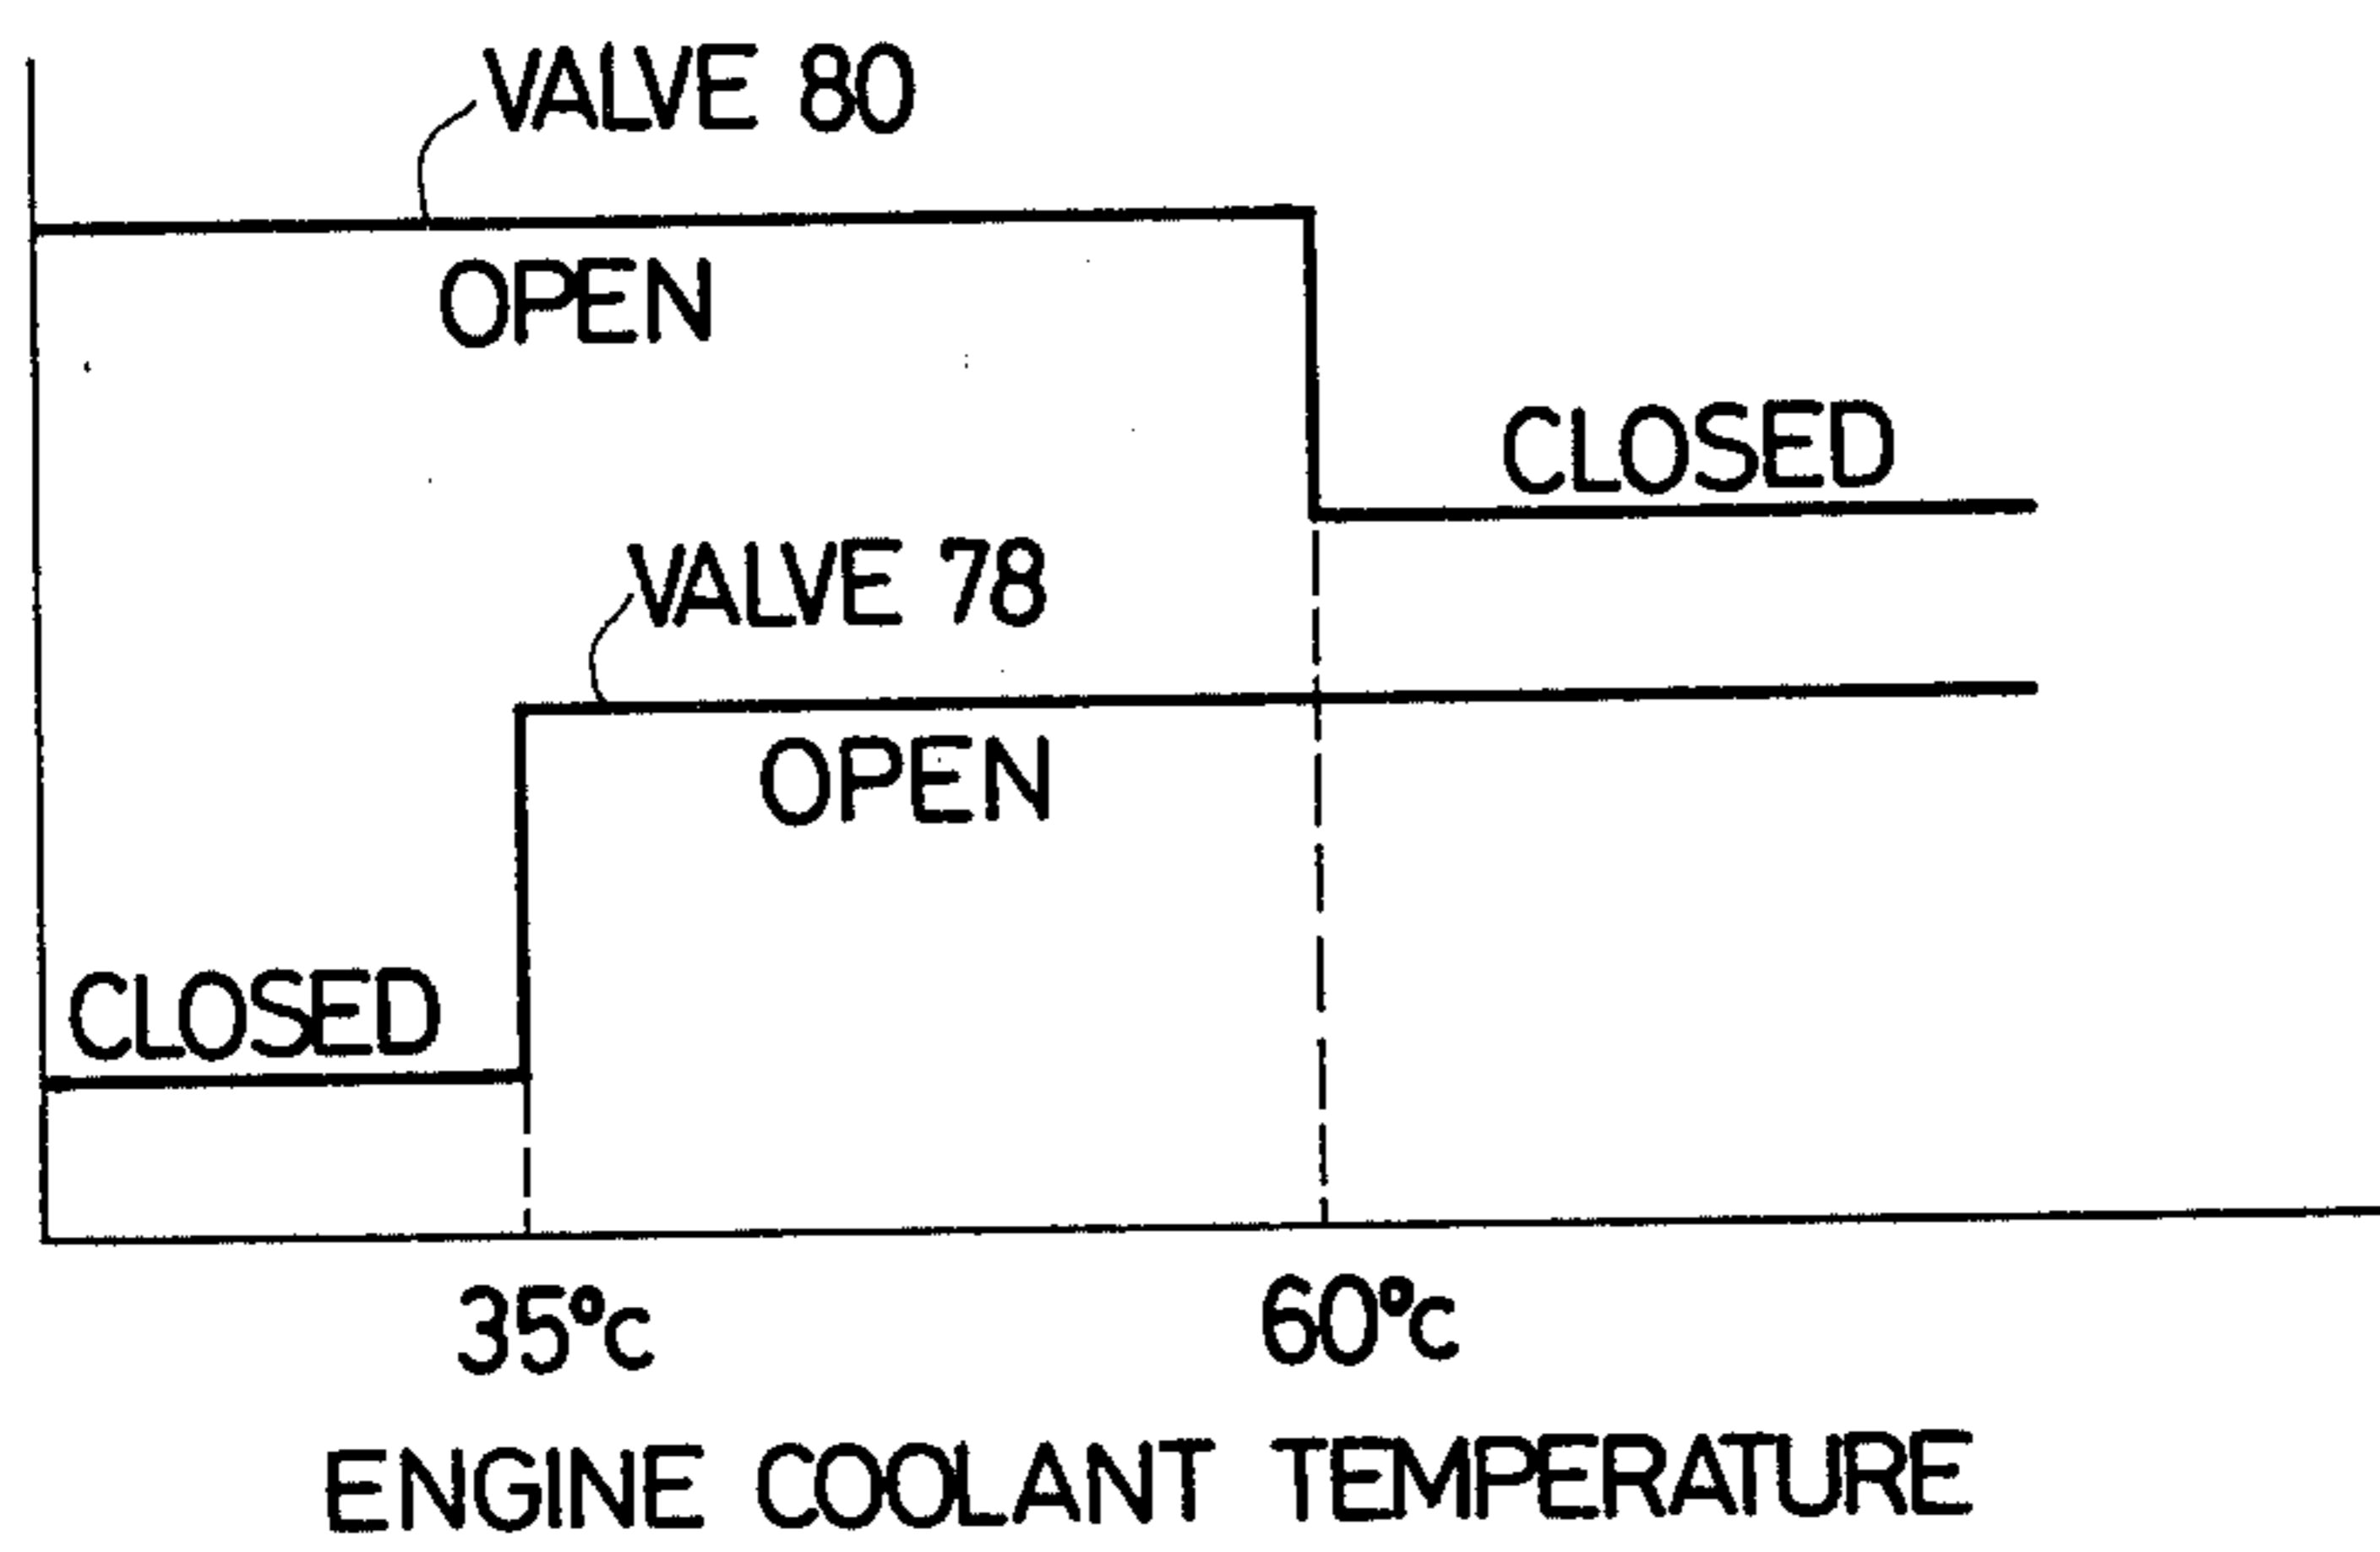 VALVE 80
OPEN
CLOSED
VALVE 78
OPEN
CLOSED
35°c
60°c
ENGINE COOLANT TEMPERATURE